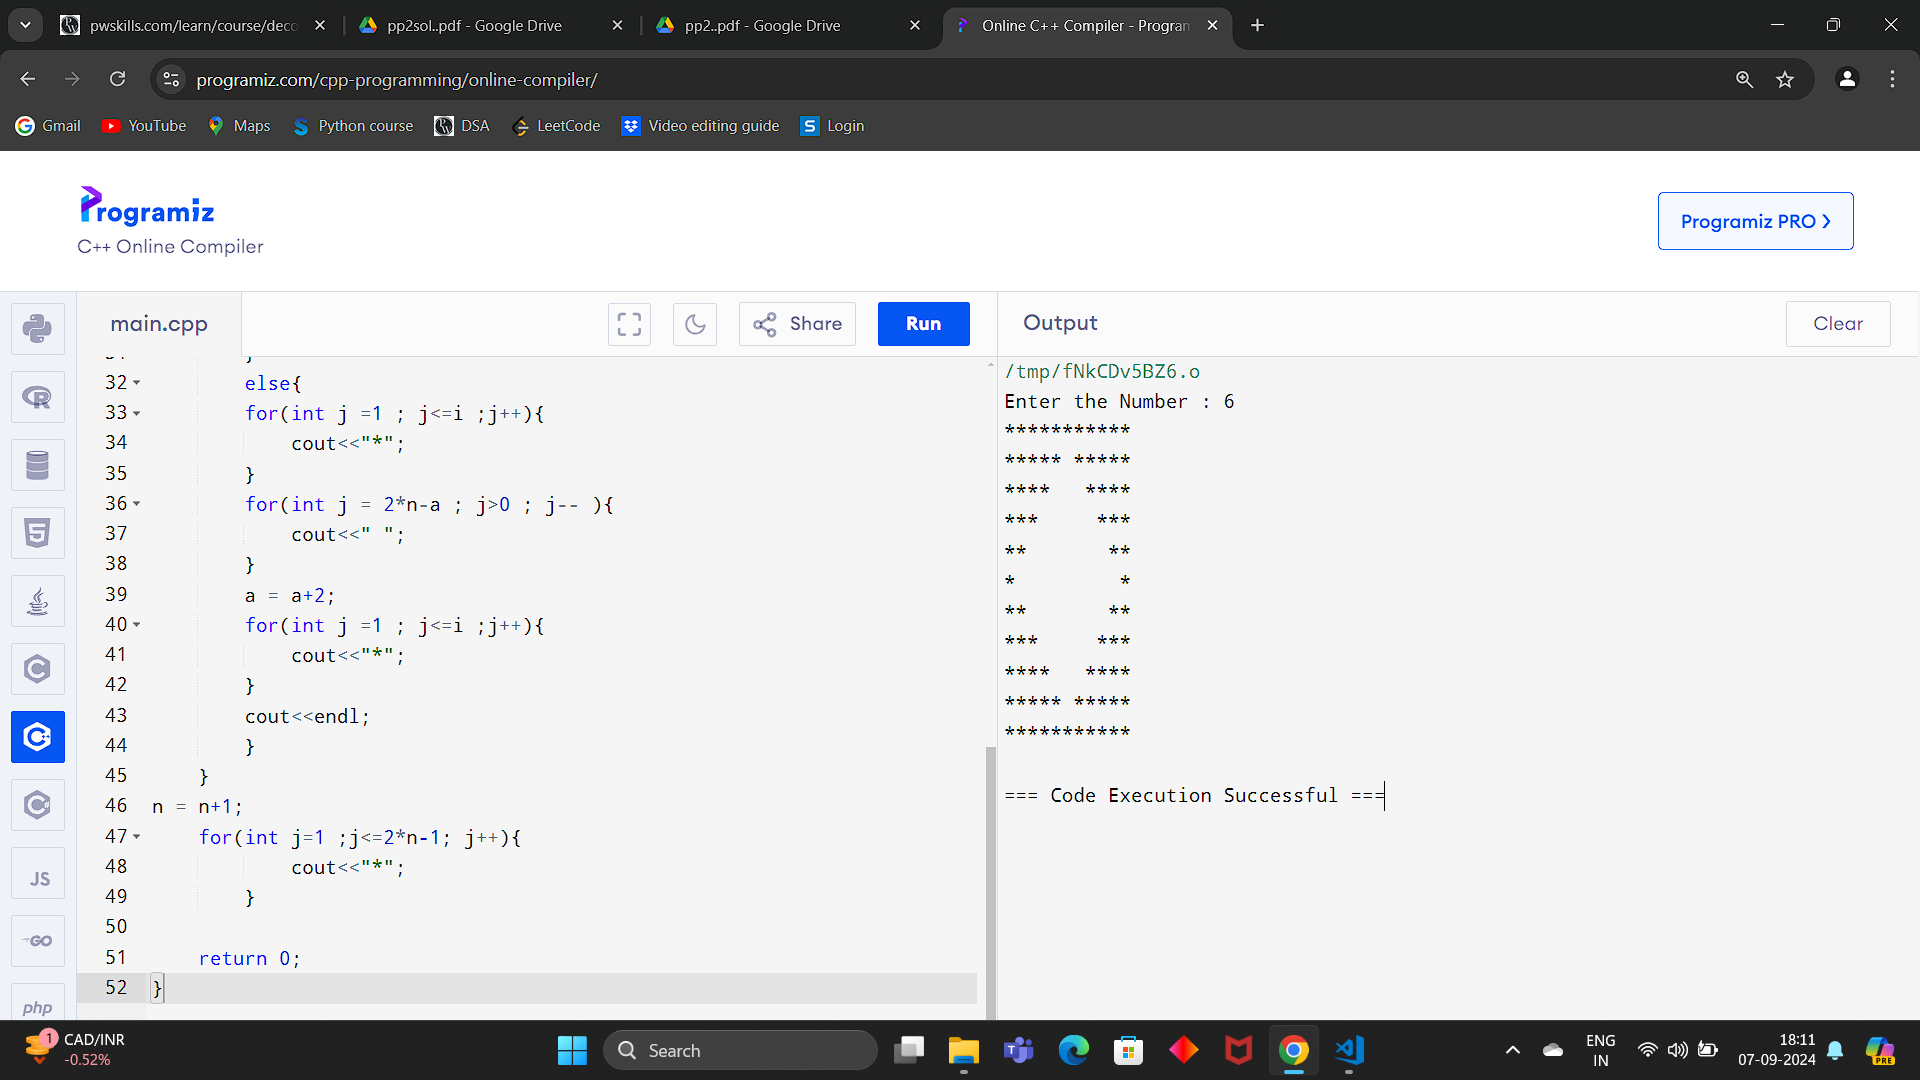 pwskills.com/learn/course/deco
pp2sol..pdf - Google Drive
pp2..pdf - Google Drive
Online C++ Compiler - Program
programiz.com/cpp-programming/online-compiler/
Gmail
YouTube
Maps
Python course
DSA
LeetCode
Video editing guide
Login
Programiz
C++ Online Compiler
Programiz PRO >
main.cpp
Share
Run
Output
Clear
32 else{
33 for(int j =1 ; j<=i ;j++){
34 cout<<"*";
35 }
36 for(int j = 2*n-a ; j>0 ; j-- ){
37 cout<<" ";
38 }
39 a = a+2;
40 for(int j =1 ; j<=i ;j++){
41 cout<<"*";
42 }
43 cout<<endl;
44 }
45 }
46 n = n+1;
47 for(int j=1 ;j<=2*n-1; j++){
48 cout<<"*";
49 }
50
51 return 0;
52 }
/tmp/fNkCDv5BZ6.o
Enter the Number : 6
***********
***** *****
****   ****
***     ***
**       **
*         *
**       **
***     ***
****   ****
***** *****
***********
=== Code Execution Successful ===
JS
GO
php
1
CAD/INR
-0.52%
Search
ENG
IN
18:11
07-09-2024
PRE